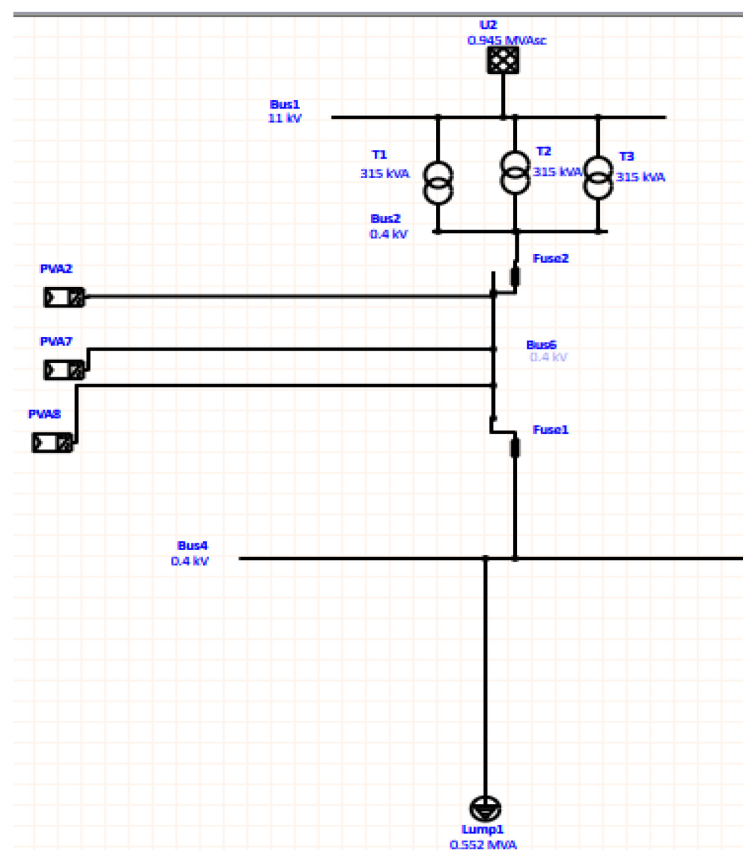 U2
0.945 MVAsc
Bus1
11 kV
T1
315 kVA
T2
315 kVA
T3
315 kVA
Bus2
0.4 kV
Fuse2
PVA2
PVA7
Bus6
0.4 kV
PVA8
Fuse1
Bus4
0.4 kV
Lump1
0.552 MVA